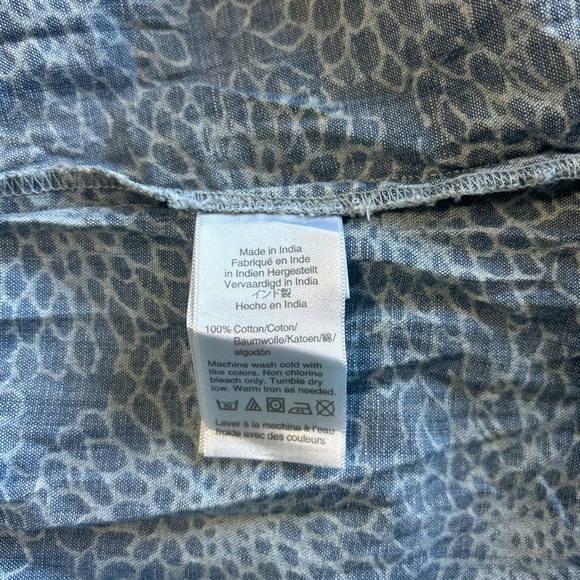 Made in India
Fabriqué en Inde
in Indien Hergestellt
Vervaardigd in India
インド製
Hecho en India
100% Cotton/Coton/
Baumwolle/Katoen/綿/
algodón
Machine wash cold with
like colors. Non chlorine
bleach only. Tumble dry
low. Warm iron as needed.
Laver à la machine à l'eau
froide avec des couleurs